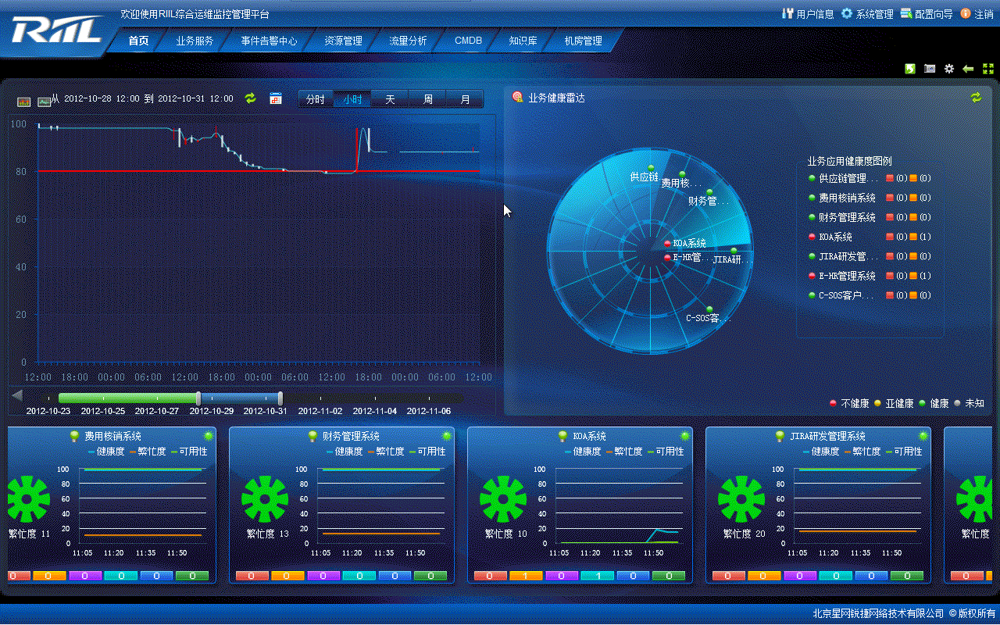 欢迎使用RIIL综合运维监控管理平台
用户信息 系统管理 配置向导 注销
RIIL
首页 业务服务 事件告警中心 资源管理 流量分析 CMDB 知识库 机房管理
从 2012-10-28 12:00 到 2012-10-31 12:00 分时 小时 天 周 月
100
80
60
40
20
0
12:00 18:00 00:00 06:00 12:00 18:00 00:00 06:00 12:00 18:00 00:00 06:00 12:00
2012-10-23 2012-10-25 2012-10-27 2012-10-29 2012-10-31 2012-11-02 2012-11-04 2012-11-06
业务健康雷达
供应链
费用核...
财务管...
KOA系统
E-HR管...
JIRA研...
C-SOS客...
业务应用健康度图例
供应链管理... (0) (0)
费用核销系统 (0) (0)
财务管理系统 (0) (0)
KOA系统 (0) (1)
JIRA研发管... (0) (0)
E-HR管理系统 (0) (1)
C-SOS客户... (0) (0)
不健康 亚健康 健康 未知
费用核销系统
健康度 繁忙度 可用性
100
80
60
40
20
0
繁忙度 11
11:05 11:20 11:35 11:50
0 0 0 0 0 0
财务管理系统
健康度 繁忙度 可用性
100
80
60
40
20
0
繁忙度 13
11:05 11:20 11:35 11:50
0 0 0 0 0 0
KOA系统
健康度 繁忙度 可用性
100
80
60
40
20
0
繁忙度 10
11:05 11:20 11:35 11:50
0 1 0 1 0 0
JIRA研发管理系统
健康度 繁忙度 可用性
100
80
60
40
20
0
繁忙度 20
11:05 11:20 11:35 11:50
0 0 0 0 0 0
繁忙度
0
北京星网锐捷网络技术有限公司 © 版权所有